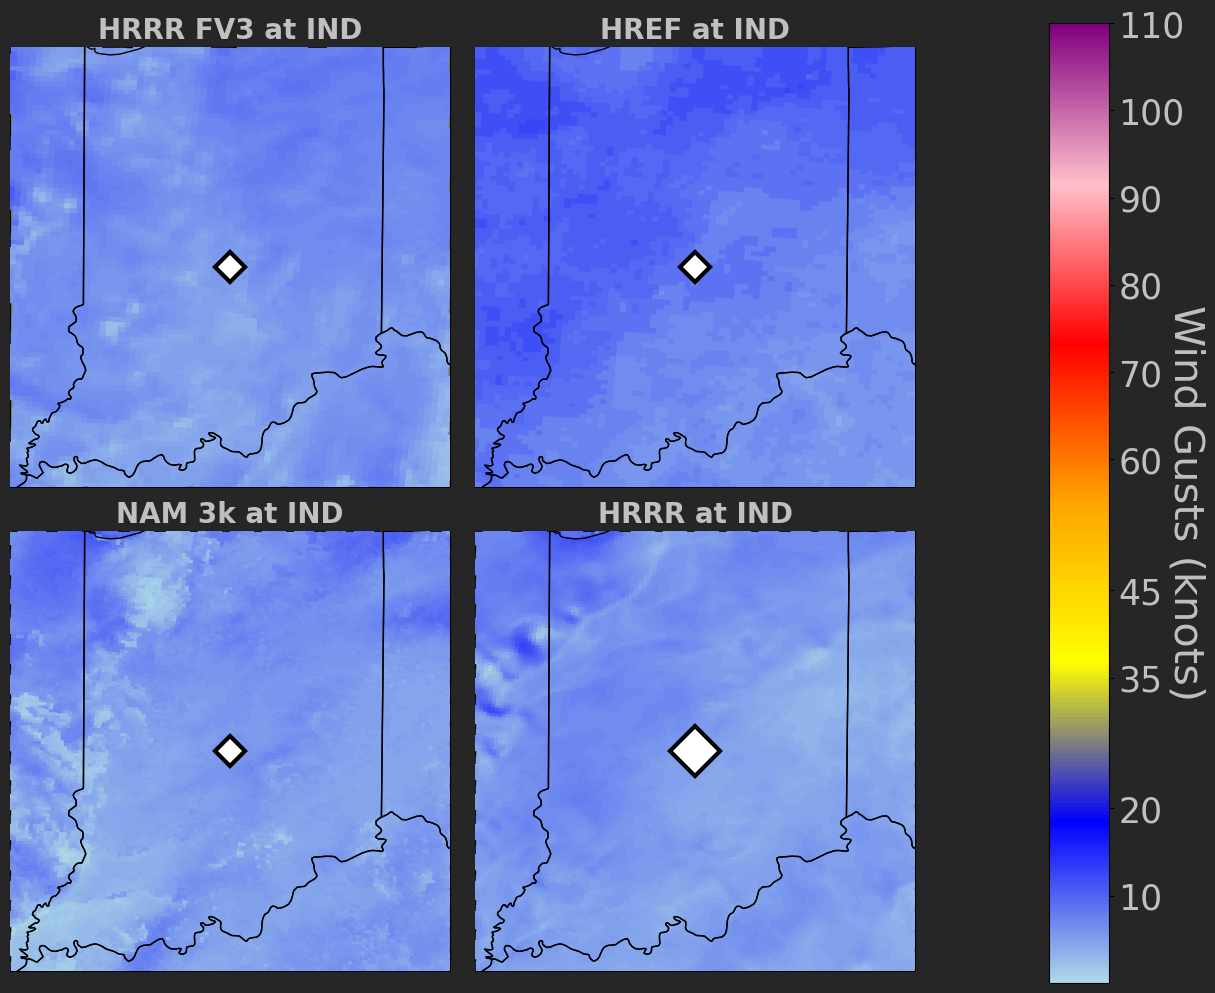 HRRR FV3 at IND
HREF at IND
NAM 3k at IND
HRRR at IND
110
100
90
80
70
60
45
35
20
10
Wind Gusts (knots)